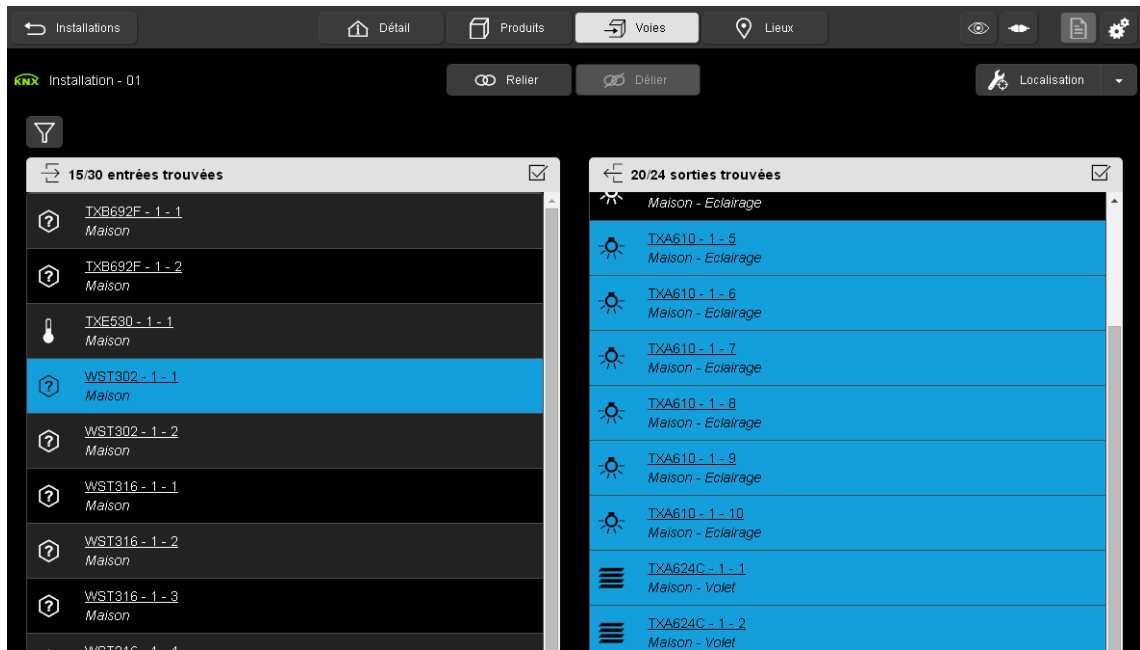 Installations
Détail
Produits
Voies
Lieux
KNX Installation - 01
Relier
Délier
Localisation
15/30 entrées trouvées
TXB692F - 1 - 1
Maison
TXB692F - 1 - 2
Maison
TXE530 - 1 - 1
Maison
WST302 - 1 - 1
Maison
WST302 - 1 - 2
Maison
WST316 - 1 - 1
Maison
WST316 - 1 - 2
Maison
WST316 - 1 - 3
Maison
WST316 - 1 - 4
20/24 sorties trouvées
Maison - Eclairage
TXA610 - 1 - 5
Maison - Eclairage
TXA610 - 1 - 6
Maison - Eclairage
TXA610 - 1 - 7
Maison - Eclairage
TXA610 - 1 - 8
Maison - Eclairage
TXA610 - 1 - 9
Maison - Eclairage
TXA610 - 1 - 10
Maison - Eclairage
TXA624C - 1 - 1
Maison - Volet
TXA624C - 1 - 2
Maison - Volet